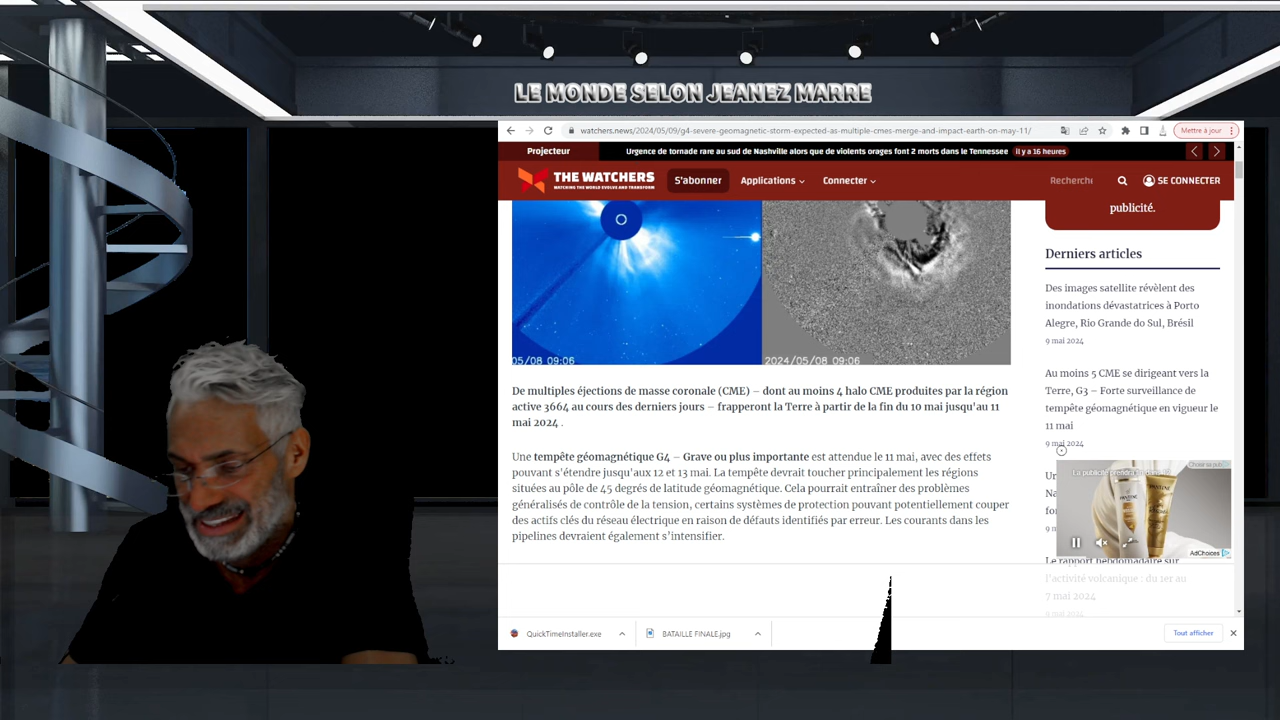 LE MONDE SELON JEANEZ MARRE
watchers.news/2024/05/09/g4-severe-geomagnetic-storm-expected-as-multiple-cmes-merge-and-impact-earth-on-may-11/
Mettre à jour
Projecteur
Urgence de tornade rare au sud de Nashville alors que de violents orages font 2 morts dans le Tennessee
il y a 16 heures
THE WATCHERS
WATCHING THE WORLD EVOLVE AND TRANSFORM
S'abonner
Applications
Connecter
Recherche
SE CONNECTER
05/08 09:06
2024/05/08 09:06
De multiples éjections de masse coronale (CME) – dont au moins 4 halo CME produites par la région
active 3664 au cours des derniers jours – frapperont la Terre à partir de la fin du 10 mai jusqu'au 11
mai 2024 .
Une tempête géomagnétique G4 – Grave ou plus importante est attendue le 11 mai, avec des effets
pouvant s'étendre jusqu'aux 12 et 13 mai. La tempête devrait toucher principalement les régions
situées au pôle de 45 degrés de latitude géomagnétique. Cela pourrait entraîner des problèmes
généralisés de contrôle de la tension, certains systèmes de protection pouvant potentiellement couper
des actifs clés du réseau électrique en raison de défauts identifiés par erreur. Les courants dans les
pipelines devraient également s'intensifier.
publicité.
Derniers articles
Des images satellite révèlent des
inondations dévastatrices à Porto
Alegre, Rio Grande do Sul, Brésil
9 mai 2024
Au moins 5 CME se dirigeant vers la
Terre, G3 – Forte surveillance de
tempête géomagnétique en vigueur le
11 mai
9 mai 2024
La publicité prendra
PANTENE
AdChoices
Le rapport hebdomadaire sur
l'activité volcanique : du 1er au
7 mai 2024
9 mai 2024
QuickTimeInstaller.exe
BATAILLE FINALE.jpg
Tout afficher